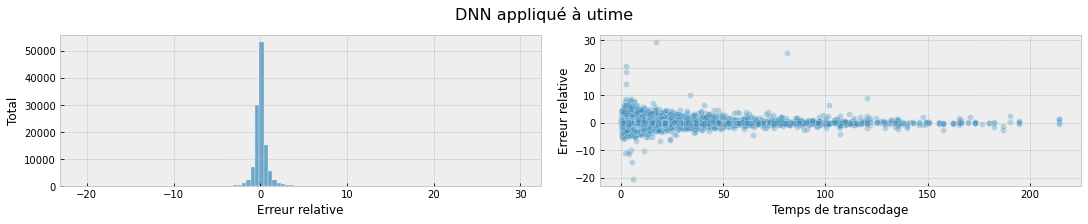 DNN appliqué à utime
Total
50000
40000
30000
20000
10000
0
−20 −10 0 10 20 30
Erreur relative
Erreur relative
30
20
10
0
−10
−20
0 50 100 150 200
Temps de transcodage